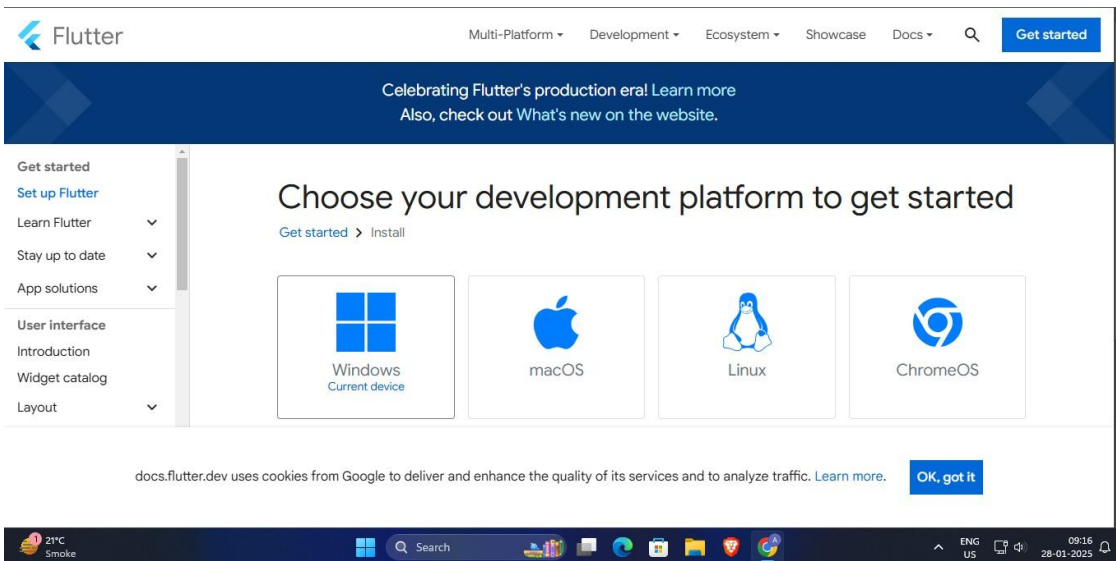 Flutter
Multi-Platform Development Ecosystem Showcase Docs Get started
Celebrating Flutter's production era! Learn more
Also, check out What's new on the website.
Get started
Set up Flutter
Learn Flutter
Stay up to date
App solutions
User interface
Introduction
Widget catalog
Layout
Choose your development platform to get started
Get started > Install
Windows
Current device
macOS
Linux
ChromeOS
docs.flutter.dev uses cookies from Google to deliver and enhance the quality of its services and to analyze traffic. Learn more.
OK, got it
1
21°C
Smoke
Search
A
ENG
US
09:16
28-01-2025